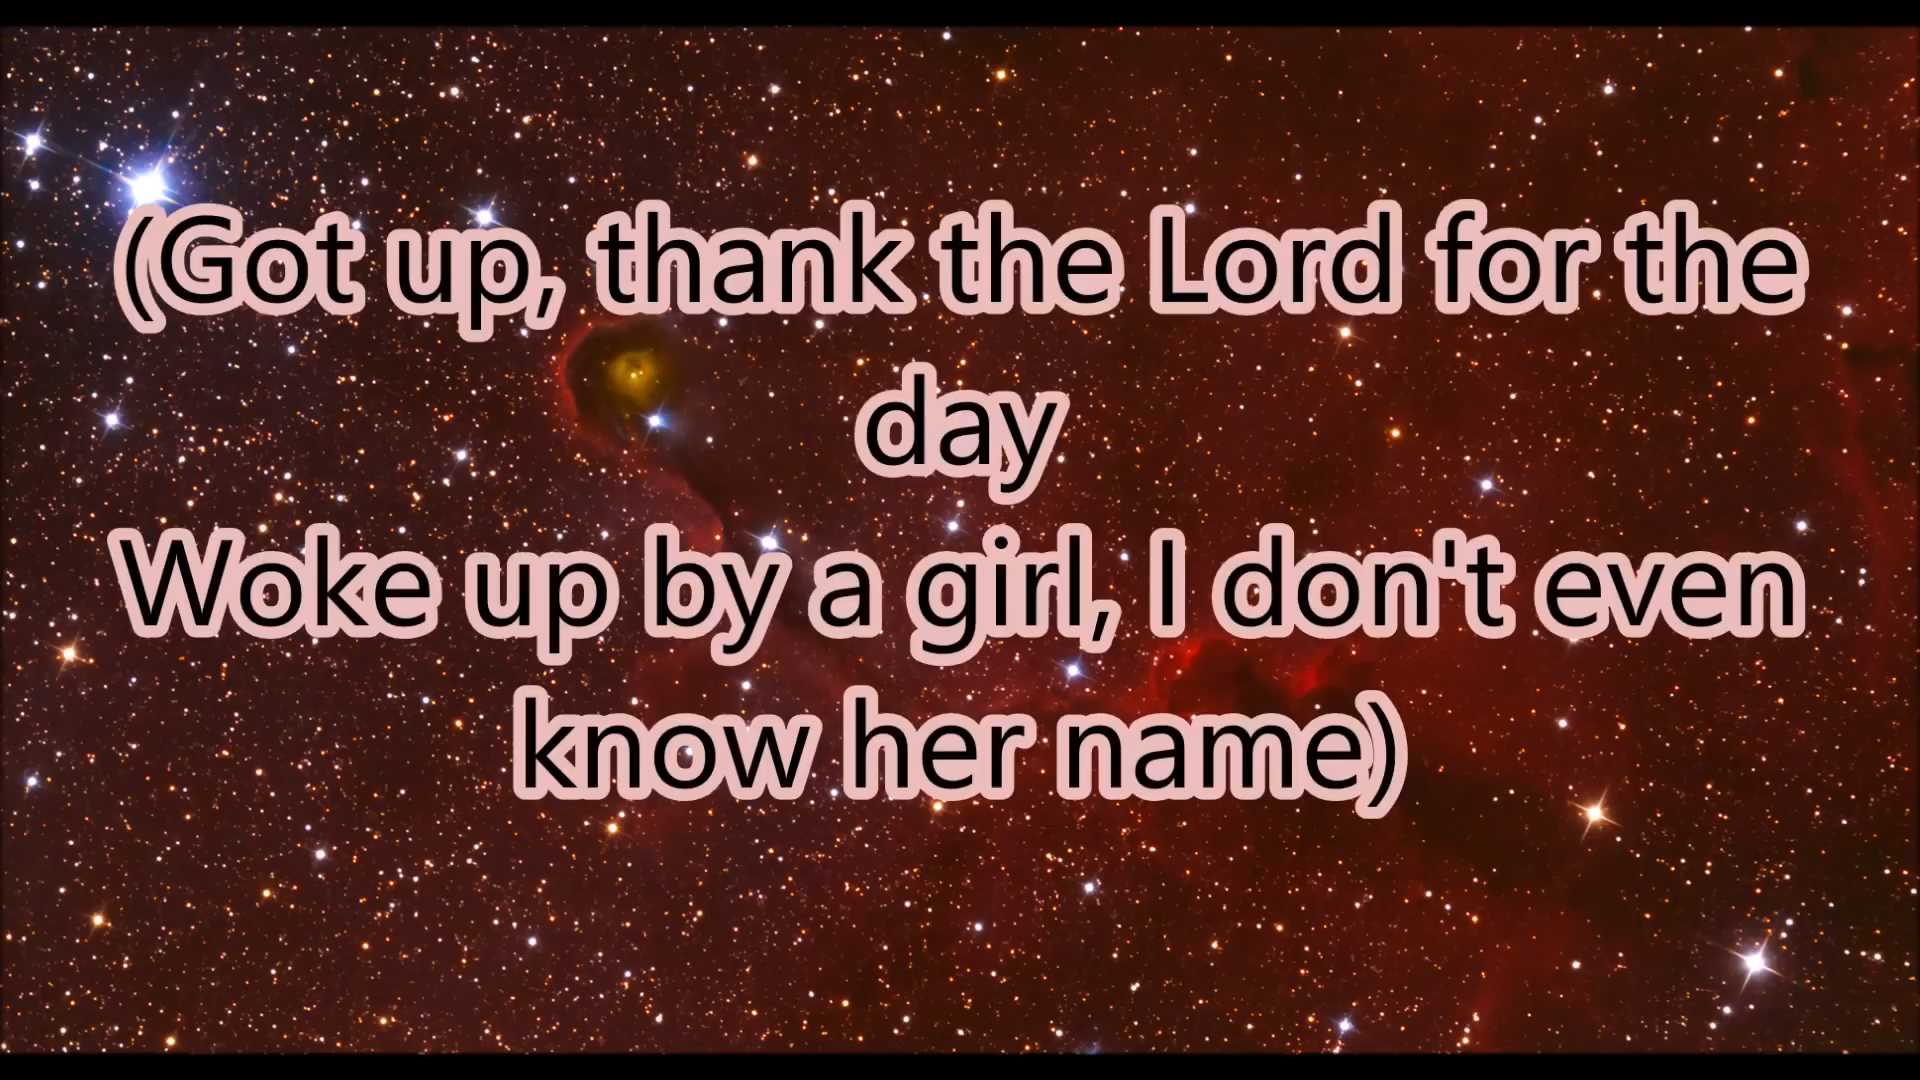 (Got up, thank the Lord for the
day
Woke up by a girl, I don't even
know her name)